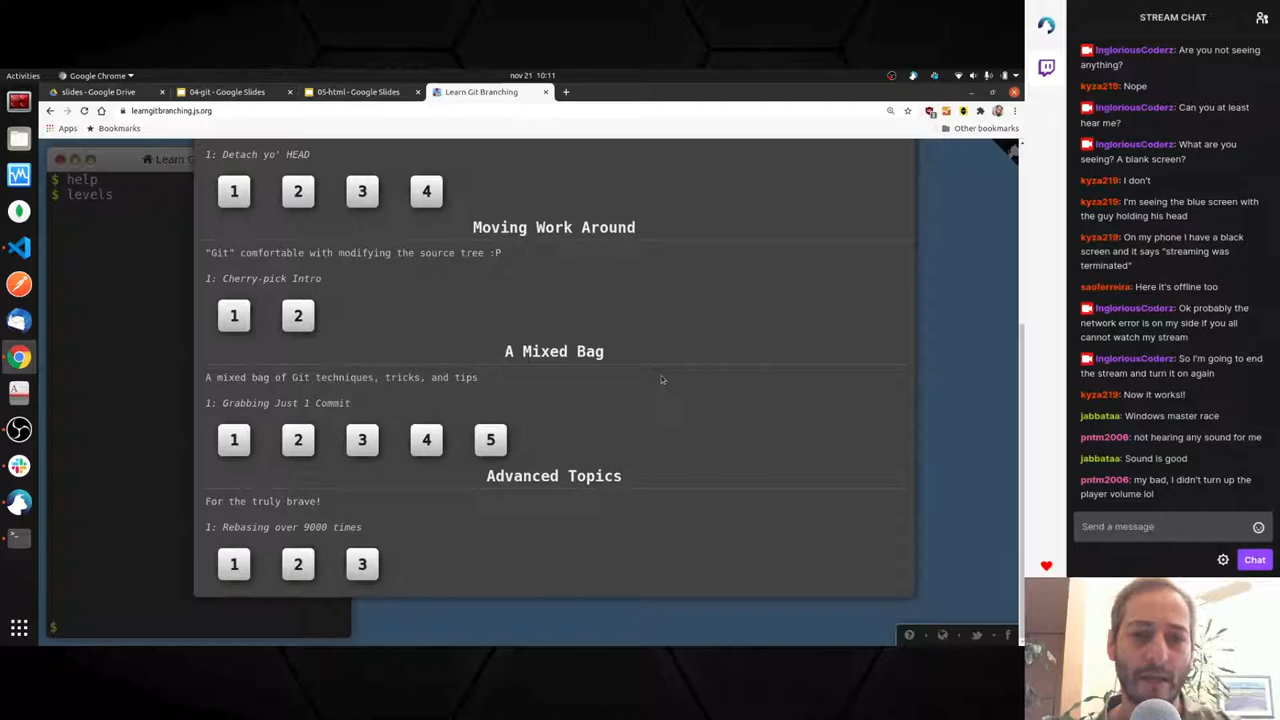 STREAM CHAT
Activities
Google Chrome
nov 21 10:11
slides - Google Drive
04-git - Google Slides
05-html - Google Slides
Learn Git Branching
learngitbranching.js.org
Apps
Bookmarks
Other bookmarks
Learn G
$ help
$ levels
$
1: Detach yo' HEAD
1 2 3 4
Moving Work Around
"Git" comfortable with modifying the source tree :P
1: Cherry-pick Intro
1 2
A Mixed Bag
A mixed bag of Git techniques, tricks, and tips
1: Grabbing Just 1 Commit
1 2 3 4 5
Advanced Topics
For the truly brave!
1: Rebasing over 9000 times
1 2 3
IngloriousCoderz: Are you not seeing
anything?
kyza219: Nope
IngloriousCoderz: Can you at least
hear me?
IngloriousCoderz: What are you
seeing? A blank screen?
kyza219: I don't
kyza219: I'm seeing the blue screen with
the guy holding his head
kyza219: On my phone I have a black
screen and it says "streaming was
terminated"
saoferreira: Here it's offline too
IngloriousCoderz: Ok probably the
network error is on my side if you all
cannot watch my stream
IngloriousCoderz: So I'm going to end
the stream and turn it on again
kyza219: Now it works!!
jabbataa: Windows master race
pntm2006: not hearing any sound for me
jabbataa: Sound is good
pntm2006: my bad, I didn't turn up the
player volume lol
Send a message
Chat